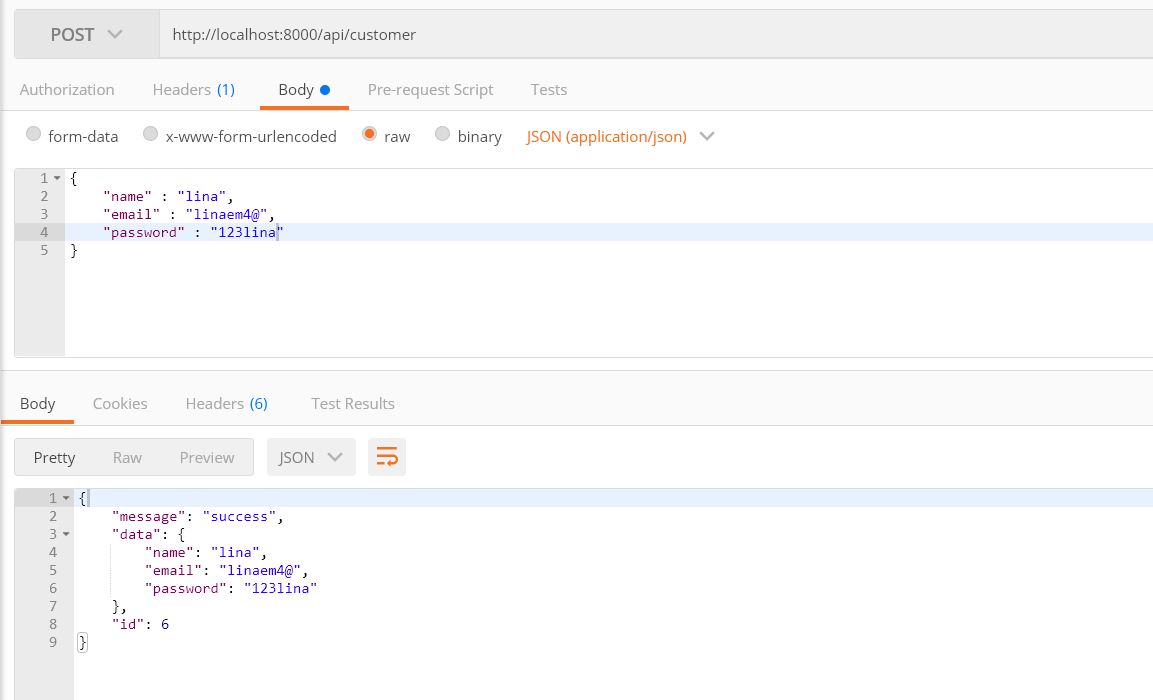 POST http://localhost:8000/api/customer
Authorization Headers (1) Body Pre-request Script Tests
form-data x-www-form-urlencoded raw binary JSON (application/json)
1 {
2 "name" : "lina",
3 "email" : "linaem4@",
4 "password" : "123lina"
5 }
Body Cookies Headers (6) Test Results
Pretty Raw Preview JSON
1 {
2 "message": "success",
3 "data": {
4 "name": "lina",
5 "email": "linaem4@",
6 "password": "123lina"
7 },
8 "id": 6
9 }